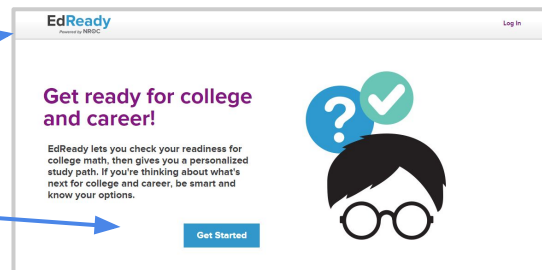 EdReady
Powered by NROC
Log In
Get ready for college
and career!
EdReady lets you check your readiness for
college math, then gives you a personalized
study path. If you're thinking about what's
next for college and career, be smart and
know your options.
Get Started
?